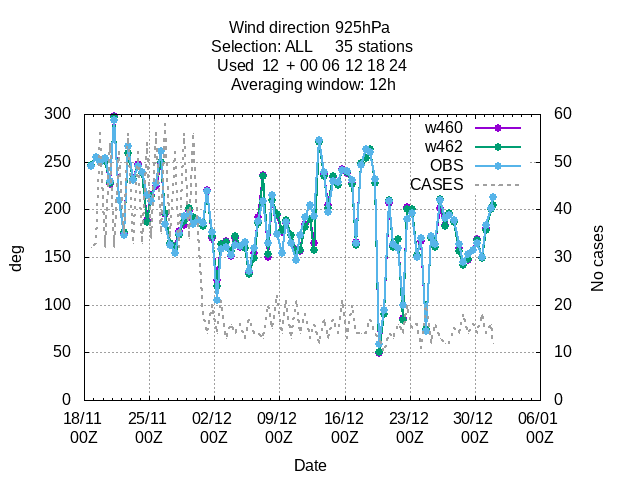 Wind direction 925hPa
Selection: ALL 35 stations
Used 12 + 00 06 12 18 24
Averaging window: 12h
w460
w462
OBS
CASES
300
250
200
150
100
50
0
60
50
40
30
20
10
0
deg
No cases
18/11 25/11 02/12 09/12 16/12 23/12 30/12 06/01
00Z 00Z 00Z 00Z 00Z 00Z 00Z 00Z
Date